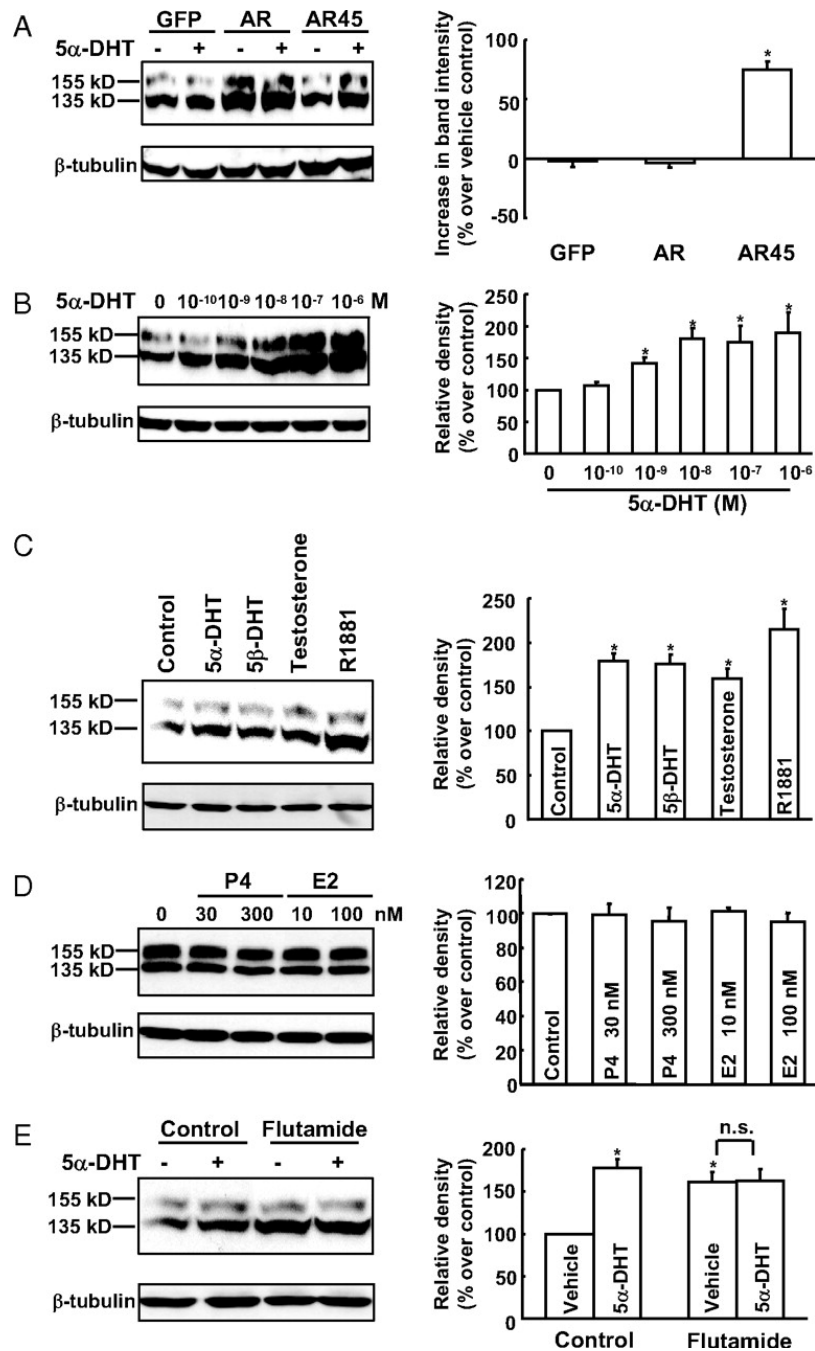 A
GFP AR AR45
5α-DHT - + - + - +
155 kD
135 kD
β-tubulin
Increase in band intensity
(% over vehicle control)
100
50
0
-50
GFP AR AR45
*
B
5α-DHT 0 10-10 10-9 10-8 10-7 10-6 M
155 kD
135 kD
β-tubulin
Relative density
(% over control)
250
200
150
100
50
0
* * * *
0 10-10 10-9 10-8 10-7 10-6
5α-DHT (M)
C
Control 5α-DHT 5β-DHT Testosterone R1881
155 kD
135 kD
β-tubulin
Relative density
(% over control)
250
200
150
100
50
0
* * * *
Control 5α-DHT 5β-DHT Testosterone R1881
D
P4 E2
0 30 300 10 100 nM
155 kD
135 kD
β-tubulin
Relative density
(% over control)
120
100
80
60
40
20
0
Control P4 30 nM P4 300 nM E2 10 nM E2 100 nM
E
Control Flutamide
5α-DHT - + - +
155 kD
135 kD
β-tubulin
Relative density
(% over control)
200
150
100
50
0
n.s.
* *
Vehicle 5α-DHT Vehicle 5α-DHT
Control Flutamide